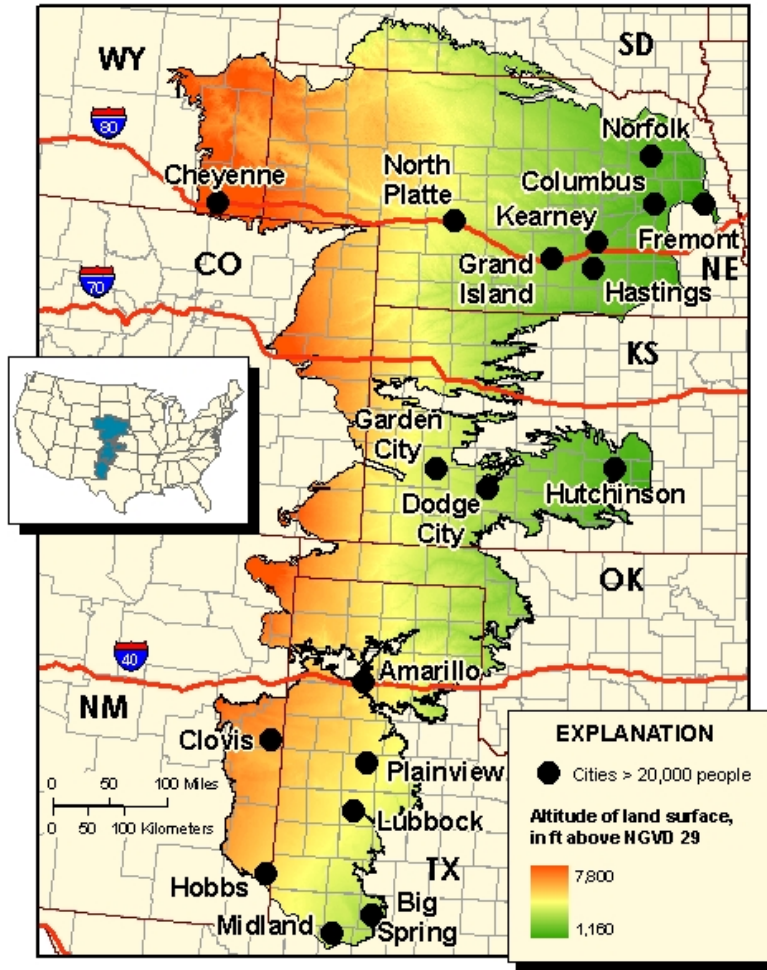 WY
SD
80
Norfolk
Cheyenne
North
Platte
Columbus
Kearney
Fremont
CO
Grand
Island
NE
70
Hastings
KS
Garden
City
Dodge
City
Hutchinson
OK
40
Amarillo
NM
Clovis
EXPLANATION
Cities > 20,000 people
0 50 100 Miles
Plainview
0 50 100 Kilometers
Lubbock
Altitude of land surface,
in ft above NGVD 29
TX
7,800
Hobbs
Big
Spring
Midland
1,160